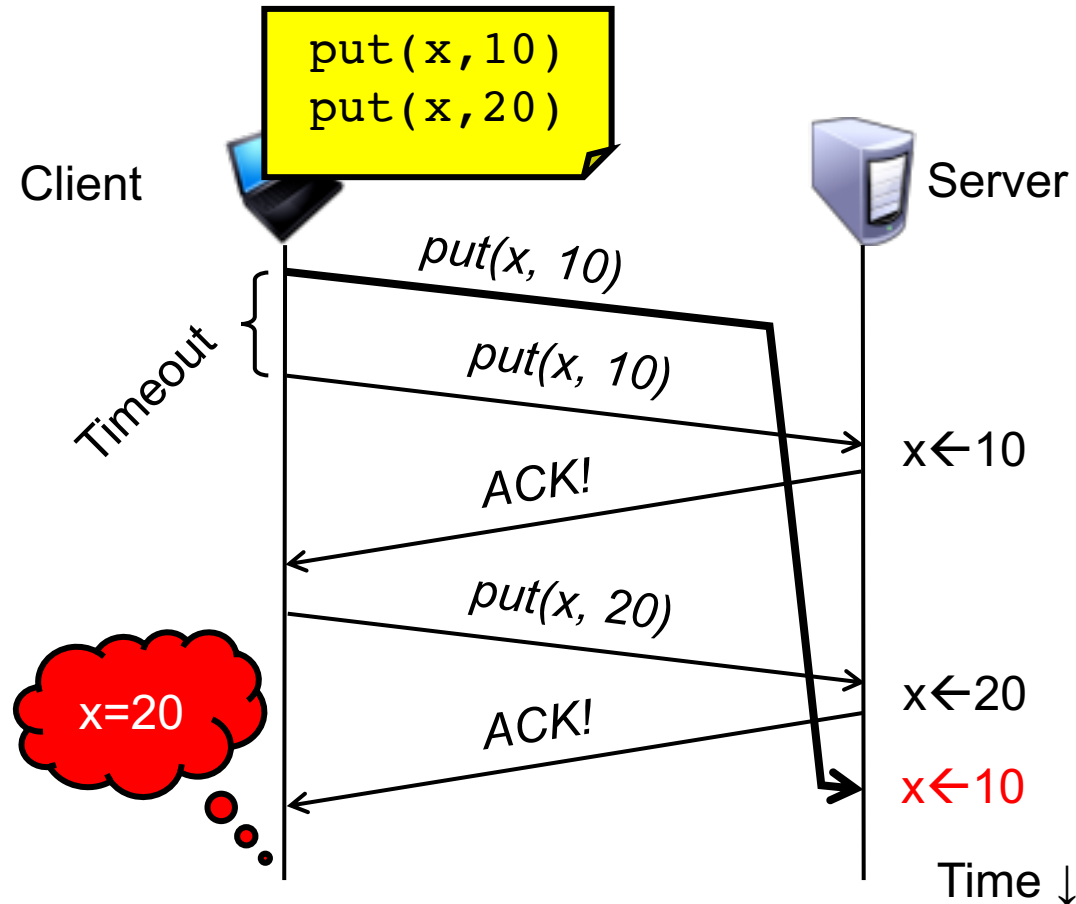 put(x,10)
put(x,20)
Client
Server
put(x, 10)
Timeout
put(x, 10)
x←10
ACK!
put(x, 20)
x=20
x←20
ACK!
x←10
Time ↓